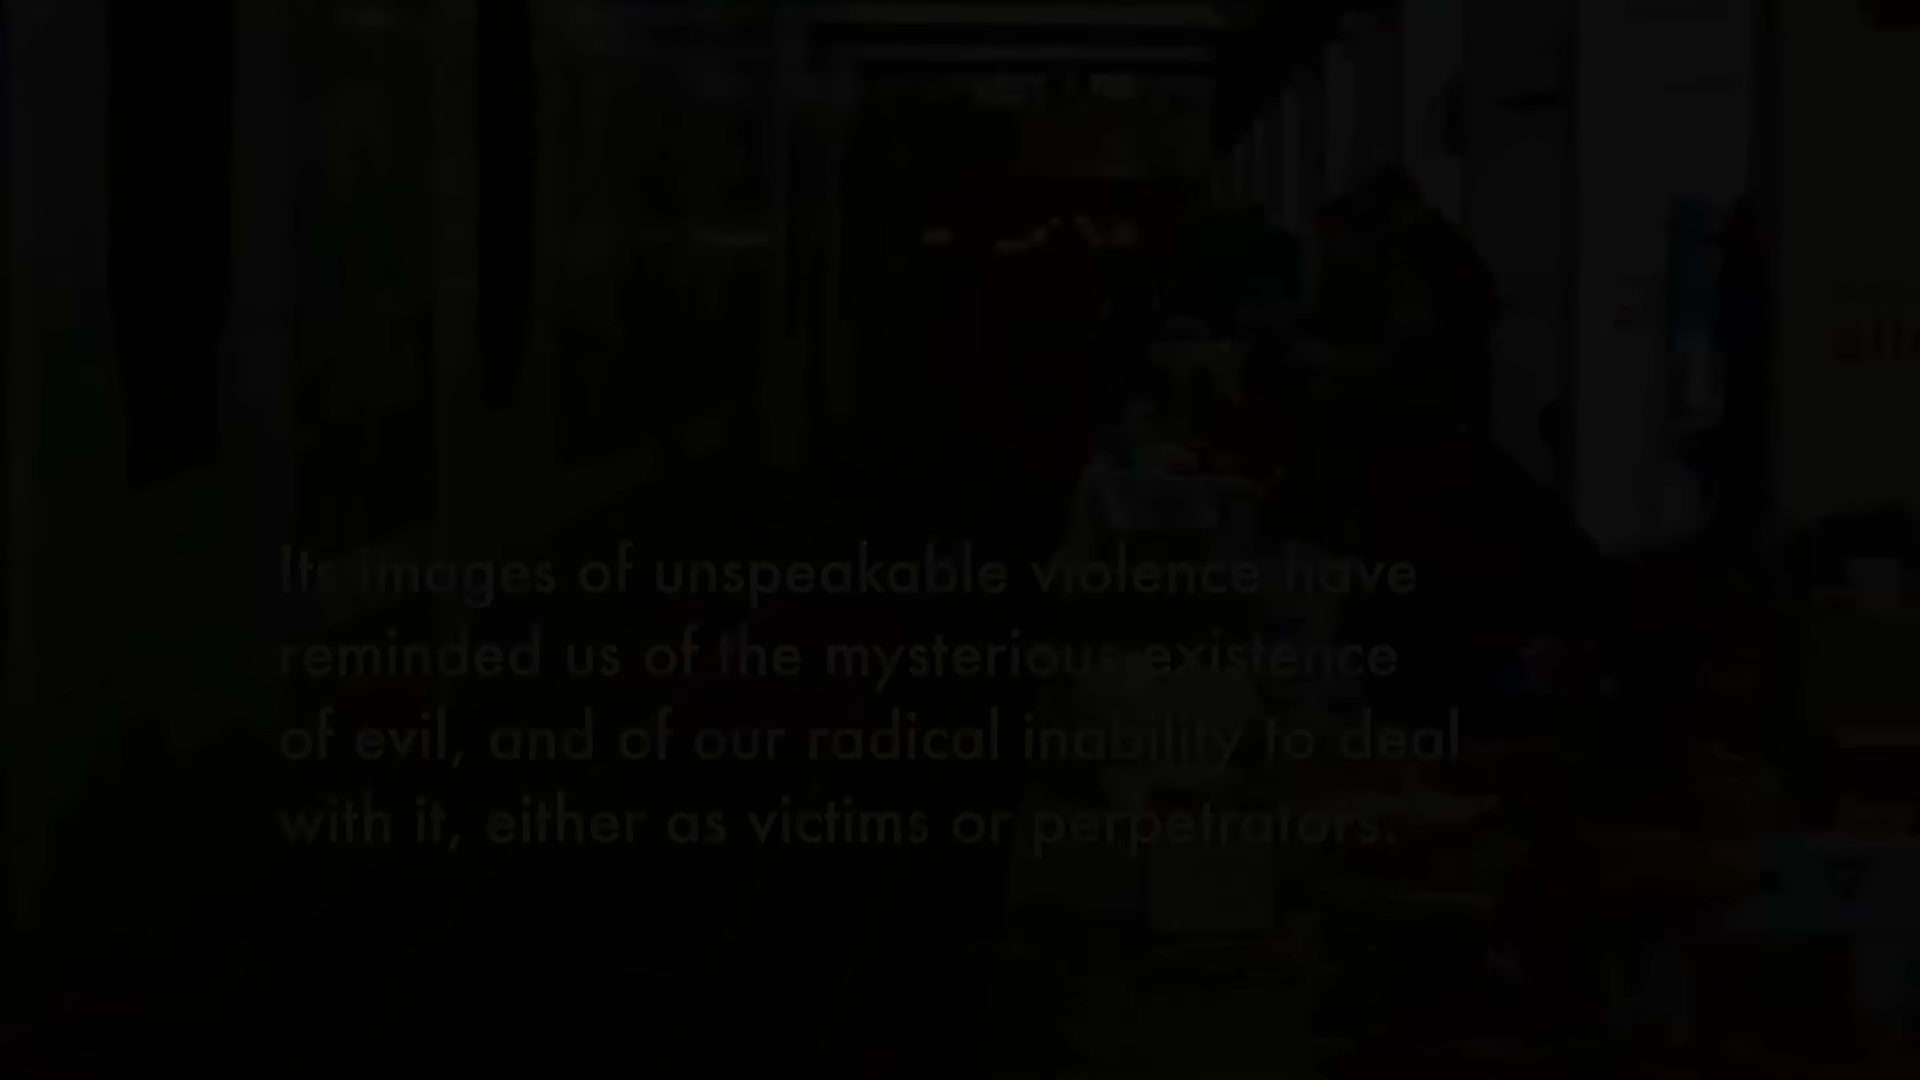 Its images of unspeakable violence have
reminded us of the mysterious existence
of evil, and of our radical inability to deal
with it, either as victims or perpetrators.